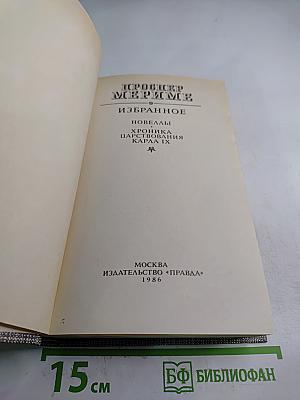 ПРОСПЕР
МЕРИМЕ
ИЗБРАННОЕ
НОВЕЛЛЫ
ХРОНИКА
ЦАРСТВОВАНИЯ
КАРЛА IX
МОСКВА
ИЗДАТЕЛЬСТВО «ПРАВДА»
1986
15 см
БФ БИБЛИОФАН